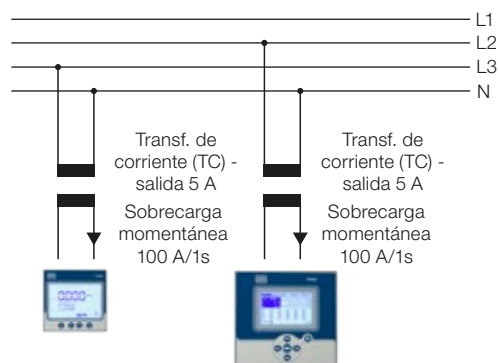 L1
L2
L3
N
Transf. de
corriente (TC) -
salida 5 A
Sobrecarga
momentánea
100 A/1s
Transf. de
corriente (TC) -
salida 5 A
Sobrecarga
momentánea
100 A/1s